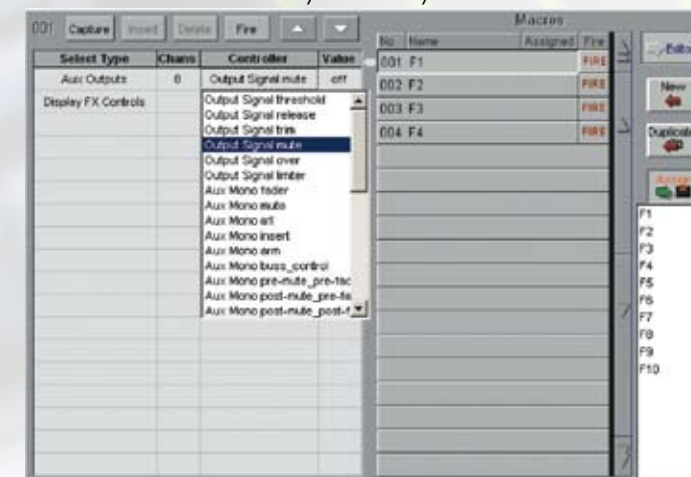 Macros
001 Capture Insert Delete Fire
Select Type Chans Controller Value
Aux Outputs 8 Output Signal mute off
Display FX Controls
Output Signal threshold
Output Signal release
Output Signal trim
Output Signal mute
Output Signal over
Output Signal limiter
Aux Mono fader
Aux Mono mute
Aux Mono afl
Aux Mono insert
Aux Mono arm
Aux Mono buss_control
Aux Mono pre-mute_pre-fad
Aux Mono post-mute_pre-fa
Aux Mono post-mute_post-f
No Name Assigned Fire
001 F1 FIRE
002 F2 FIRE
003 F3 FIRE
004 F4 FIRE
New
Duplicate
Assign
F1
F2
F3
F4
F5
F6
F7
F8
F9
F10